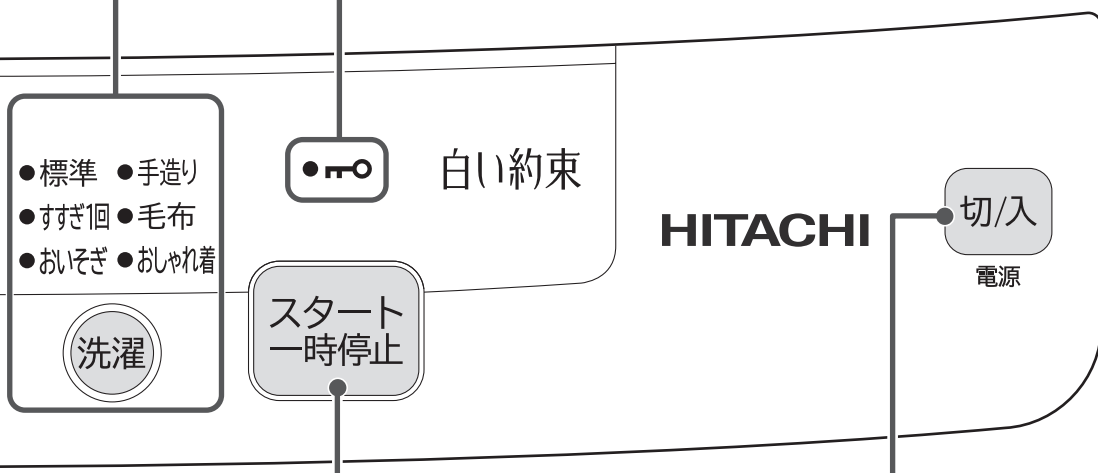 ●標準 ●手造り
●すすぎ1回 ●毛布
●おいそぎ ●おしゃれ着
洗濯
白い約束
スタート
一時停止
HITACHI
切/入
電源